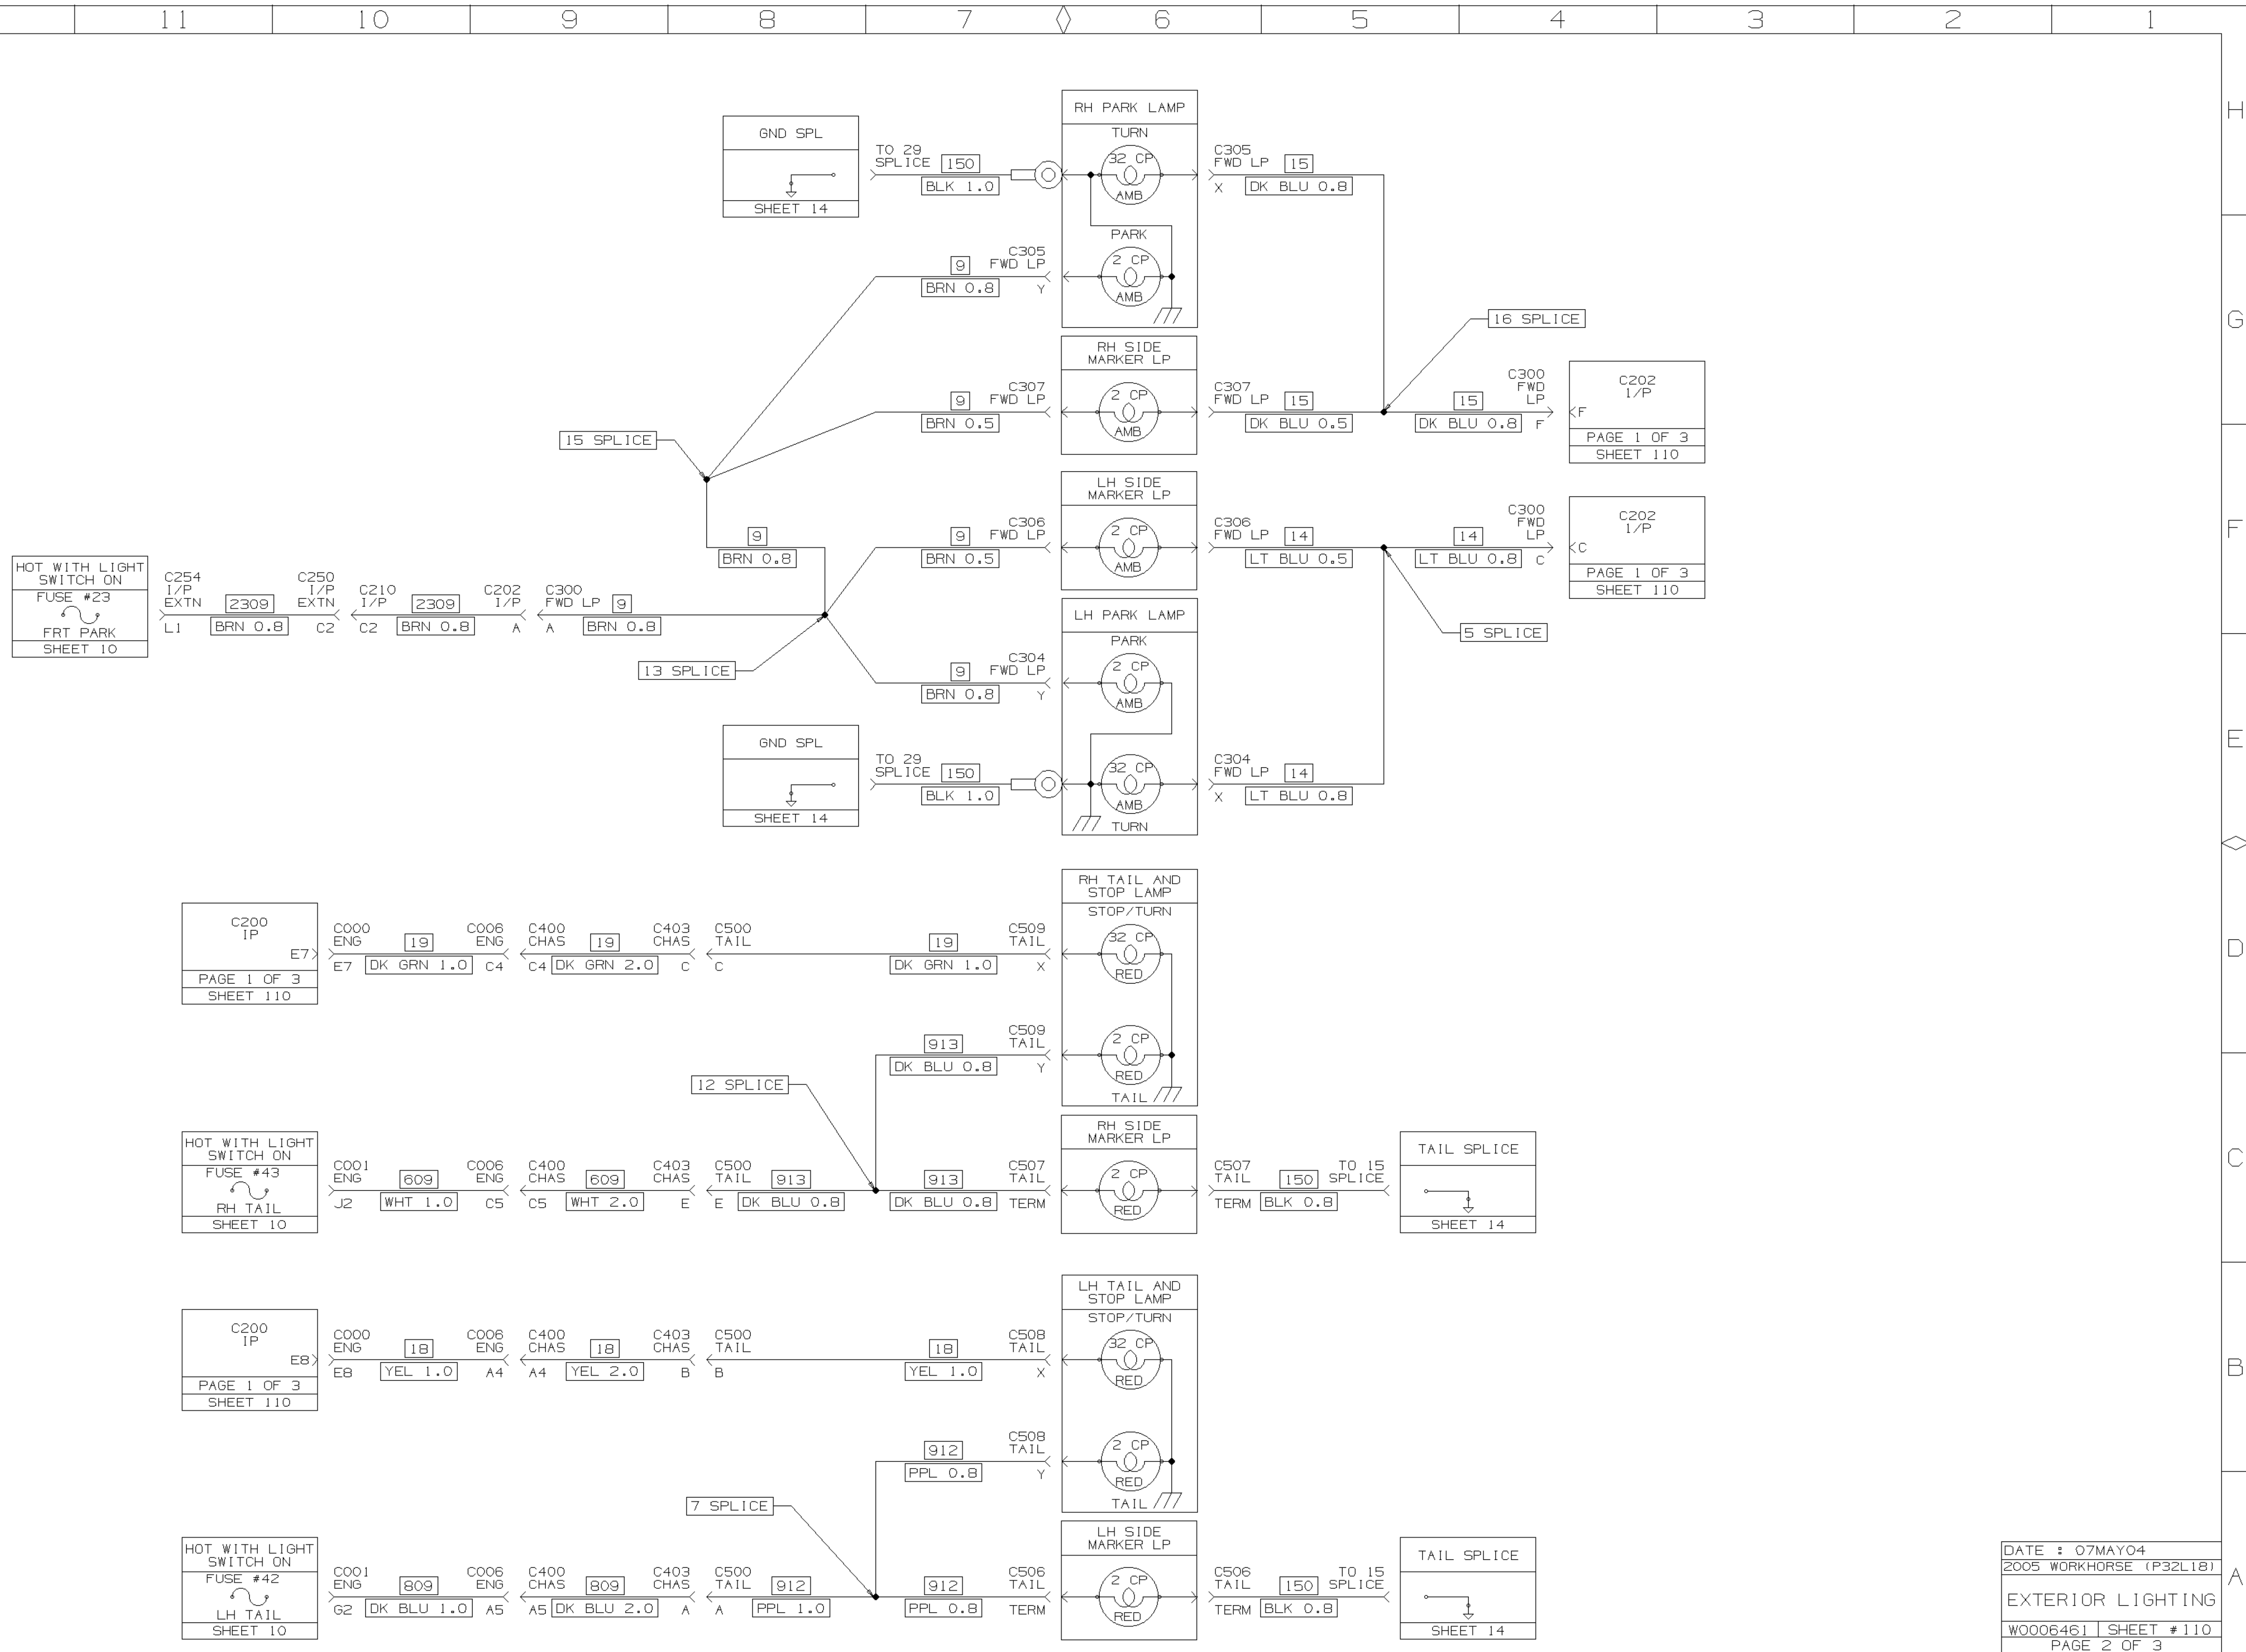 11 10 9 8 7 6 5 4 3 2 1
H
G
F
E
D
C
B
A
GND SPL
SHEET 14
TO 29
SPLICE 150
BLK 1.0
RH PARK LAMP
TURN
32 CP
AMB
PARK
2 CP
AMB
C305
FWD LP 15
X DK BLU 0.8
C305
9 FWD LP
BRN 0.8 Y
16 SPLICE
RH SIDE
MARKER LP
2 CP
AMB
C307
9 FWD LP
BRN 0.5
C307
FWD LP 15
DK BLU 0.5
C300
FWD
15 LP
DK BLU 0.8 F
C202
I/P
F
PAGE 1 OF 3
SHEET 110
15 SPLICE
LH SIDE
MARKER LP
2 CP
AMB
9
BRN 0.8
C306
9 FWD LP
BRN 0.5
C306
FWD LP 14
LT BLU 0.5
C300
FWD
14 LP
LT BLU 0.8 C
C202
I/P
C
PAGE 1 OF 3
SHEET 110
HOT WITH LIGHT
SWITCH ON
FUSE #23
FRT PARK
SHEET 10
C254
I/P
EXTN 2309
L1 BRN 0.8
C250
I/P
EXTN
C2
C210
I/P 2309
C2 BRN 0.8
C202
I/P
A
C300
FWD LP 9
A BRN 0.8
13 SPLICE
5 SPLICE
LH PARK LAMP
PARK
2 CP
AMB
32 CP
AMB
TURN
C304
9 FWD LP
BRN 0.8 Y
GND SPL
SHEET 14
TO 29
SPLICE 150
BLK 1.0
C304
FWD LP 14
X LT BLU 0.8
C200
IP
E7
PAGE 1 OF 3
SHEET 110
C000
ENG 19
E7 DK GRN 1.0
C006
ENG
C4
C400
CHAS 19
C4 DK GRN 2.0
C403
CHAS
C
C500
TAIL
C
C509
19 TAIL
DK GRN 1.0 X
RH TAIL AND
STOP LAMP
STOP/TURN
32 CP
RED
2 CP
RED
TAIL
C509
913 TAIL
DK BLU 0.8 Y
12 SPLICE
HOT WITH LIGHT
SWITCH ON
FUSE #43
RH TAIL
SHEET 10
C001
ENG 609
J2 WHT 1.0
C006
ENG
C5
C400
CHAS 609
C5 WHT 2.0
C403
CHAS
E
C500
TAIL 913
E DK BLU 0.8
C507
913 TAIL
DK BLU 0.8 TERM
RH SIDE
MARKER LP
2 CP
RED
C507
TAIL 150
TERM BLK 0.8
TO 15
SPLICE
TAIL SPLICE
SHEET 14
C200
IP
E8
PAGE 1 OF 3
SHEET 110
C000
ENG 18
E8 YEL 1.0
C006
ENG
A4
C400
CHAS 18
A4 YEL 2.0
C403
CHAS
B
C500
TAIL
B
C508
18 TAIL
YEL 1.0 X
LH TAIL AND
STOP LAMP
STOP/TURN
32 CP
RED
2 CP
RED
TAIL
C508
912 TAIL
PPL 0.8 Y
7 SPLICE
HOT WITH LIGHT
SWITCH ON
FUSE #42
LH TAIL
SHEET 10
C001
ENG 809
G2 DK BLU 1.0
C006
ENG
A5
C400
CHAS 809
A5 DK BLU 2.0
C403
CHAS
A
C500
TAIL 912
A PPL 1.0
C506
912 TAIL
PPL 0.8 TERM
LH SIDE
MARKER LP
2 CP
RED
C506
TAIL 150
TERM BLK 0.8
TO 15
SPLICE
TAIL SPLICE
SHEET 14
DATE : 07MAY04
2005 WORKHORSE (P32L18)
EXTERIOR LIGHTING
W0006461 SHEET #110
PAGE 2 OF 3